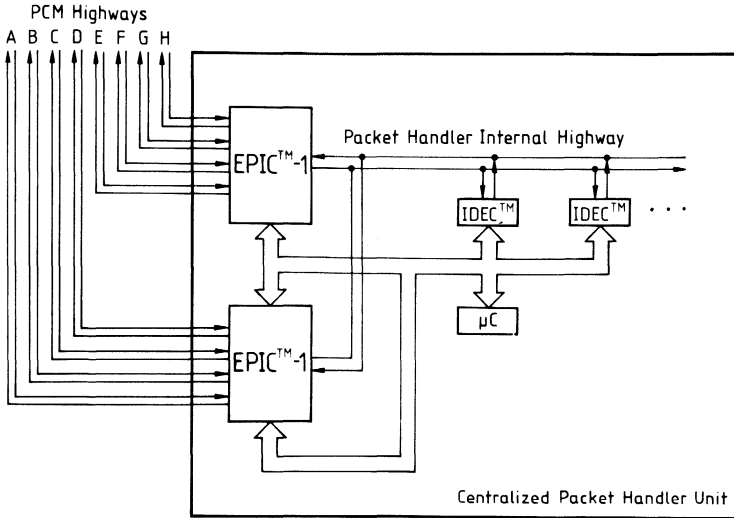 PCM Highways
A B C D E F G H
EPIC™-1
Packet Handler Internal Highway
IDEC™
IDEC™
. . .
µC
EPIC™-1
Centralized Packet Handler Unit